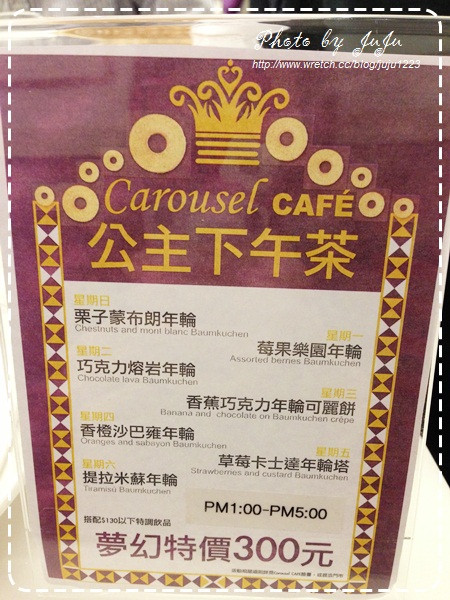 Photo by JuJu
http://www.wretch.cc/blog/juju1223
Carousel CAFÉ
公主下午茶
星期日
栗子蒙布朗年輪
Chestnuts and mont blanc Baumkuchen
星期一
莓果樂園年輪
Assorted berries Baumkuchen
星期二
巧克力熔岩年輪
Chocolate lava Baumkuchen
星期三
香蕉巧克力年輪可麗餅
Banana and chocolate on Baumkuchen crêpe
星期四
香橙沙巴雍年輪
Oranges and sabayon Baumkuchen
星期五
草莓卡士達年輪塔
Strawberries and custard Baumkuchen
星期六
提拉米蘇年輪
Tiramisu Baumkuchen
PM1:00-PM5:00
搭配$130以下特調飲品
夢幻特價300元